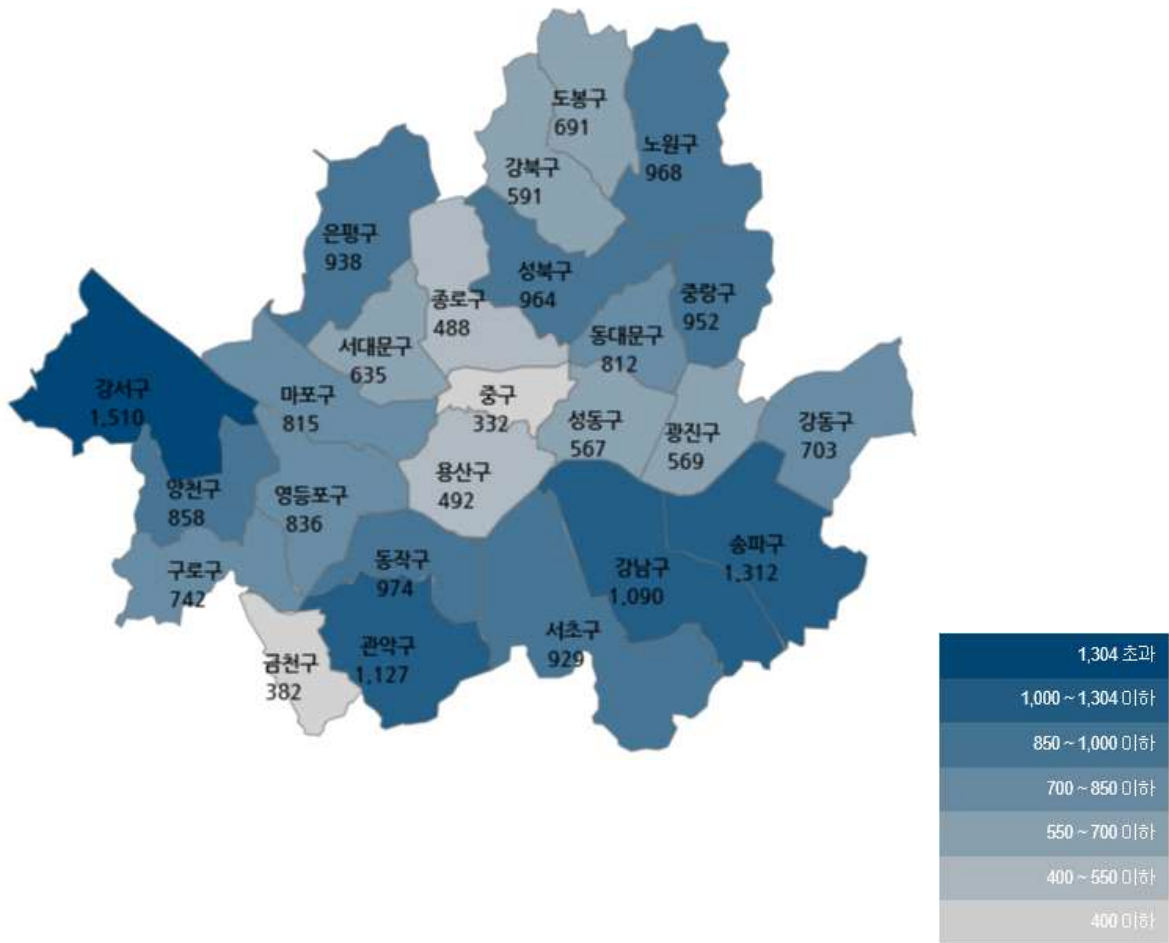 도봉구
691
노원구
968
강북구
591
은평구
938
성북구
964
중랑구
952
종로구
488
동대문구
812
서대문구
635
강서구
1,510
마포구
815
중구
332
성동구
567
광진구
569
강동구
703
양천구
858
영등포구
836
용산구
492
구로구
742
동작구
974
강남구
1,090
송파구
1,312
서초구
929
관악구
1,127
금천구
382
1,304 초과
1,000 ~ 1,304 이하
850 ~ 1,000 이하
700 ~ 850 이하
550 ~ 700 이하
400 ~ 550 이하
400 이하